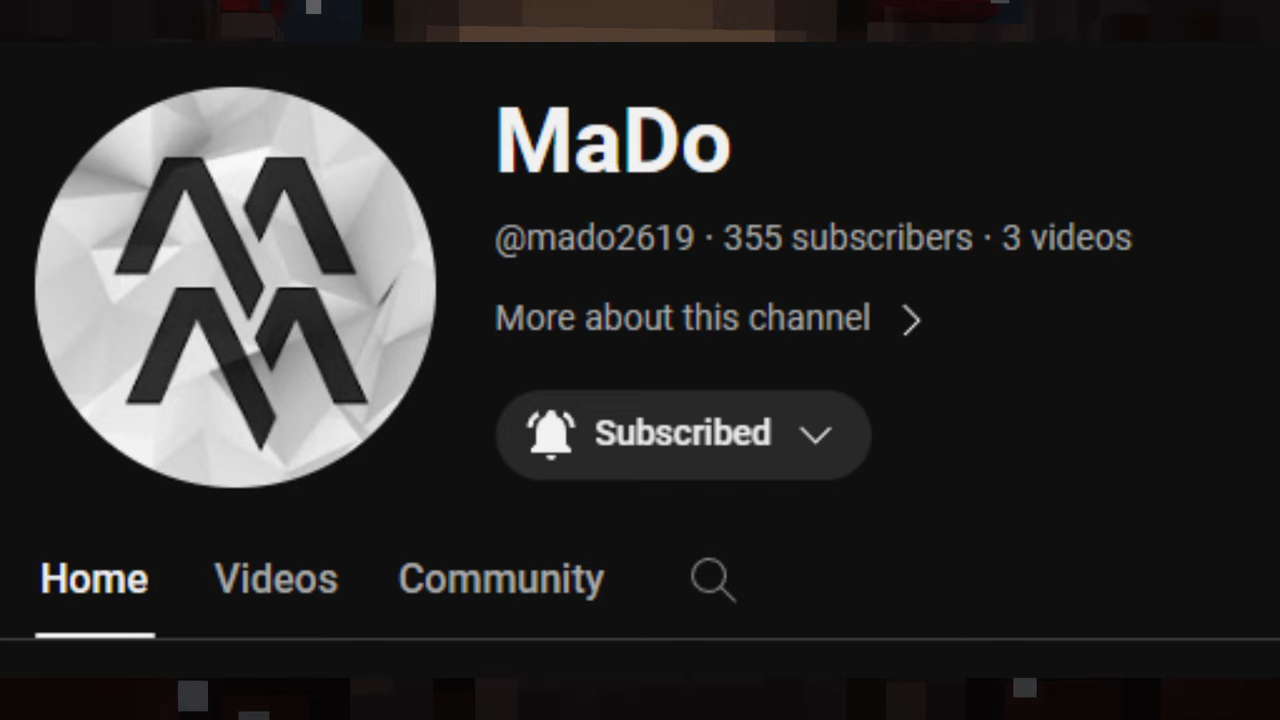 MaDo
@mado2619 · 355 subscribers · 3 videos
More about this channel
Subscribed
Home Videos Community